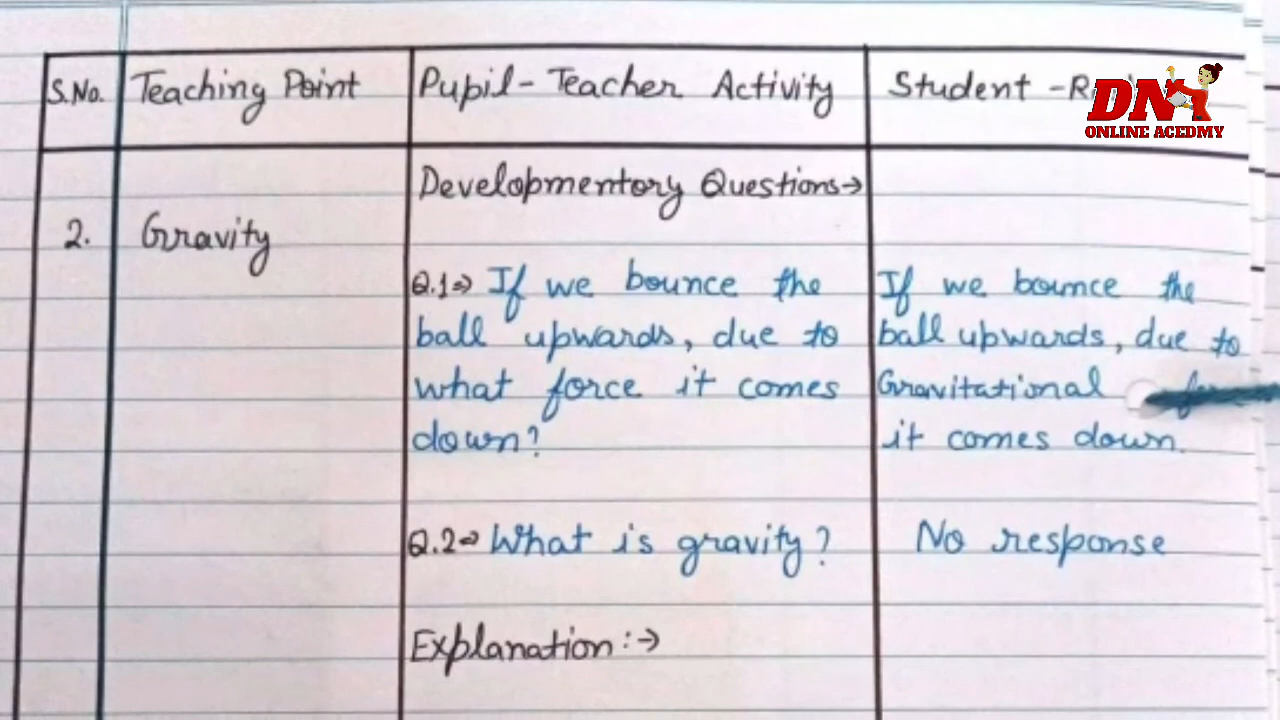 S.No. Teaching Point Pupil-Teacher Activity Student
DN
ONLINE ACEDMY
Developmentory Questions→
2. Gravity
Q.1⇒ If we bounce the
ball upwards, due to
what force it comes
down?
If we bounce the
ball upwards, due to
Gravitational
it comes down.
Q.2⇒ What is gravity?
No response
Explanation:→